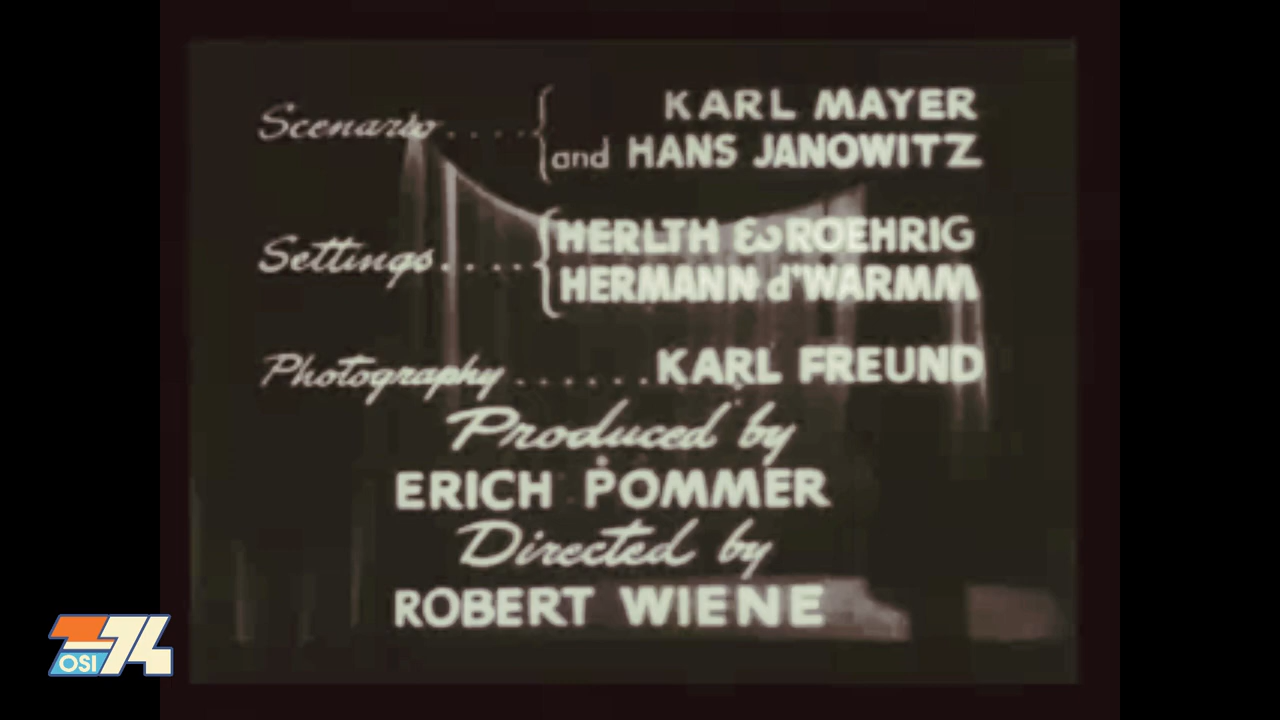 Scenario.....{ KARL MAYER
and HANS JANOWITZ
Settings.....{ HERLTH & ROEHRIG
HERMANN d'WARMM
Photography......KARL FREUND
Produced by
ERICH POMMER
Directed by
ROBERT WIENE
OSI 74